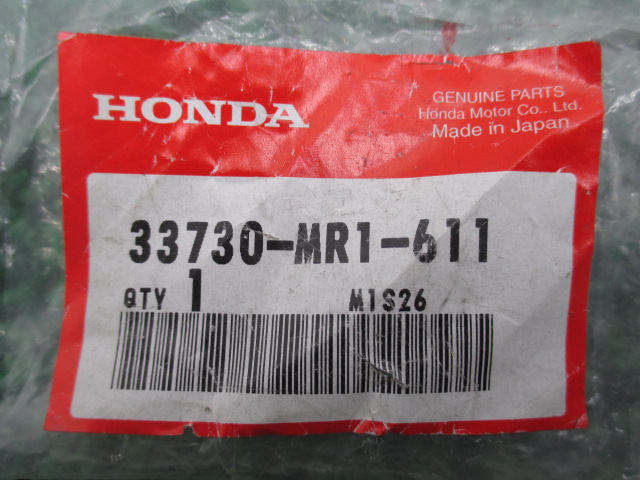 HONDA
GENUINE PARTS
Honda Motor Co.. Ltd.
Made in Japan
33730-MR1-611
QTY 1 M1S26